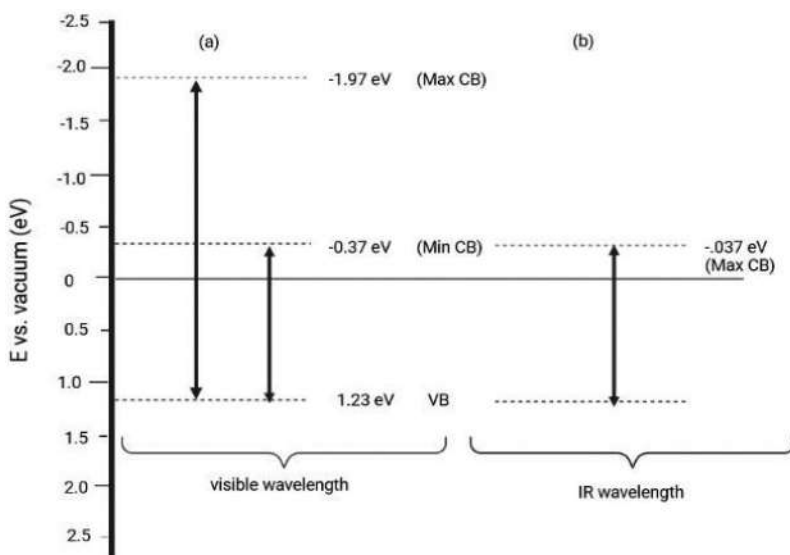 -2.5
(a)
(b)
-2.0
-1.97 eV (Max CB)
-1.5
-1.0
-0.5
-0.37 eV (Min CB)
-.037 eV
(Max CB)
0
0.5
1.0
1.23 eV VB
1.5
visible wavelength
IR wavelength
2.0
2.5
E vs. vacuum (eV)